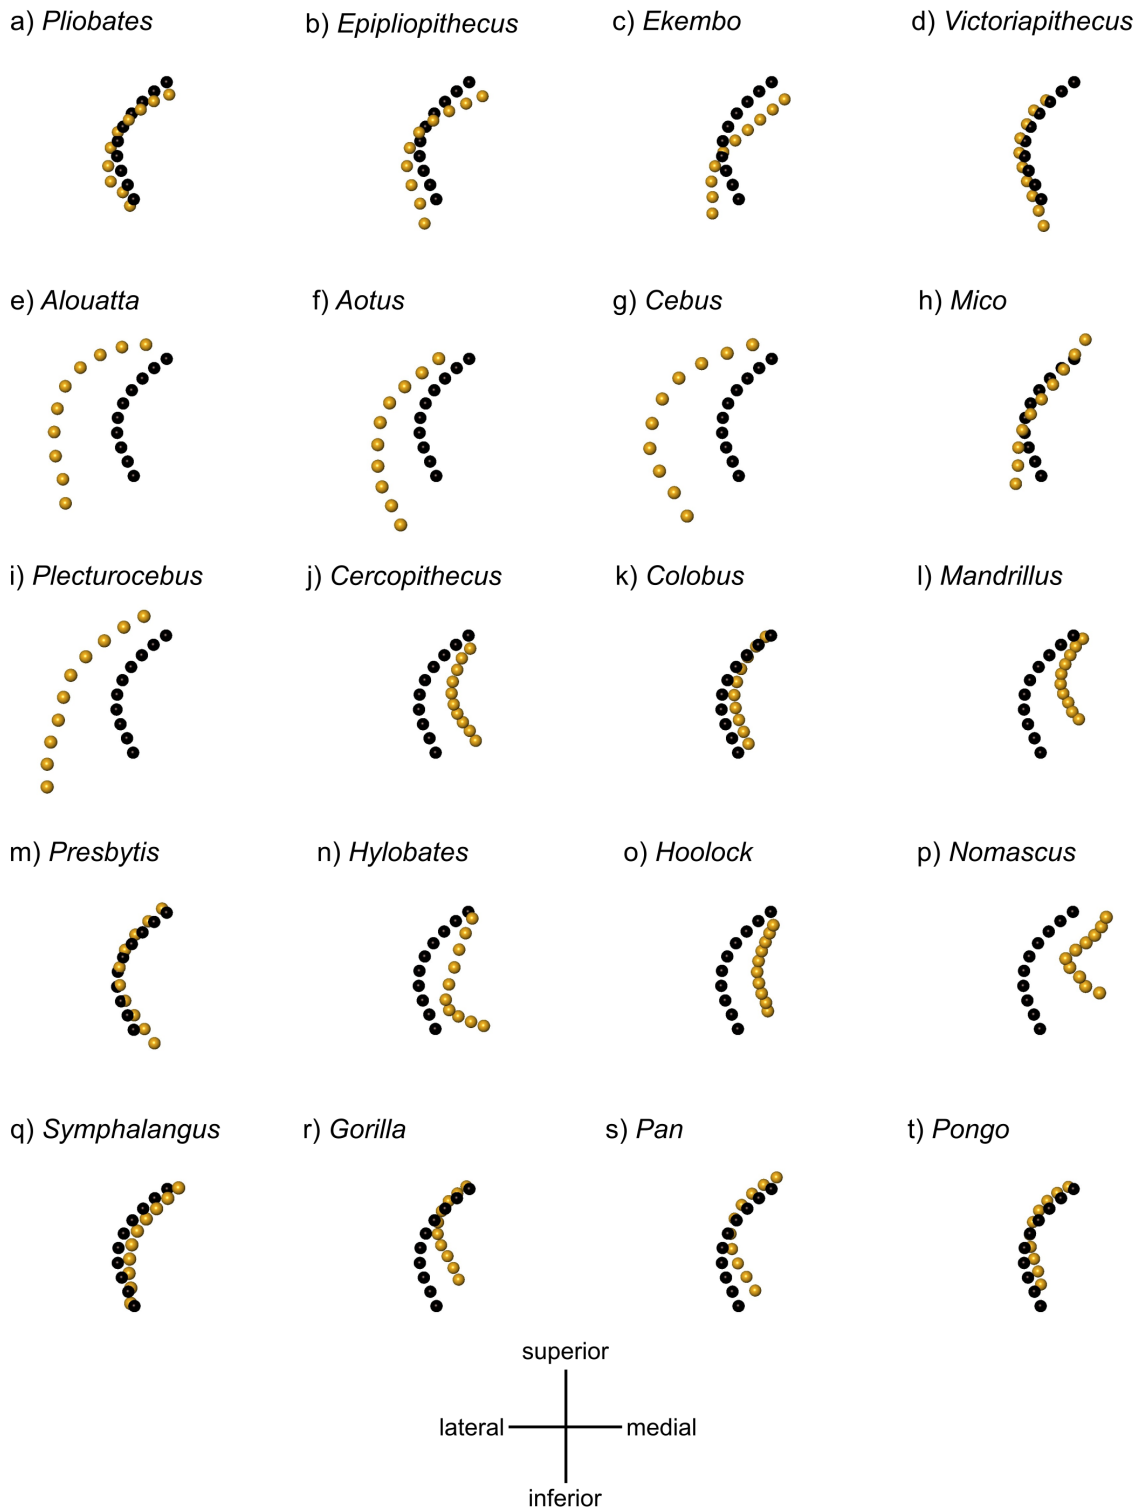 a) Pliobates
b) Epipliopithecus
c) Ekembo
d) Victoriapithecus
e) Alouatta
f) Aotus
g) Cebus
h) Mico
i) Plecturocebus
j) Cercopithecus
k) Colobus
l) Mandrillus
m) Presbytis
n) Hylobates
o) Hoolock
p) Nomascus
q) Symphalangus
r) Gorilla
s) Pan
t) Pongo
superior
lateral
medial
inferior